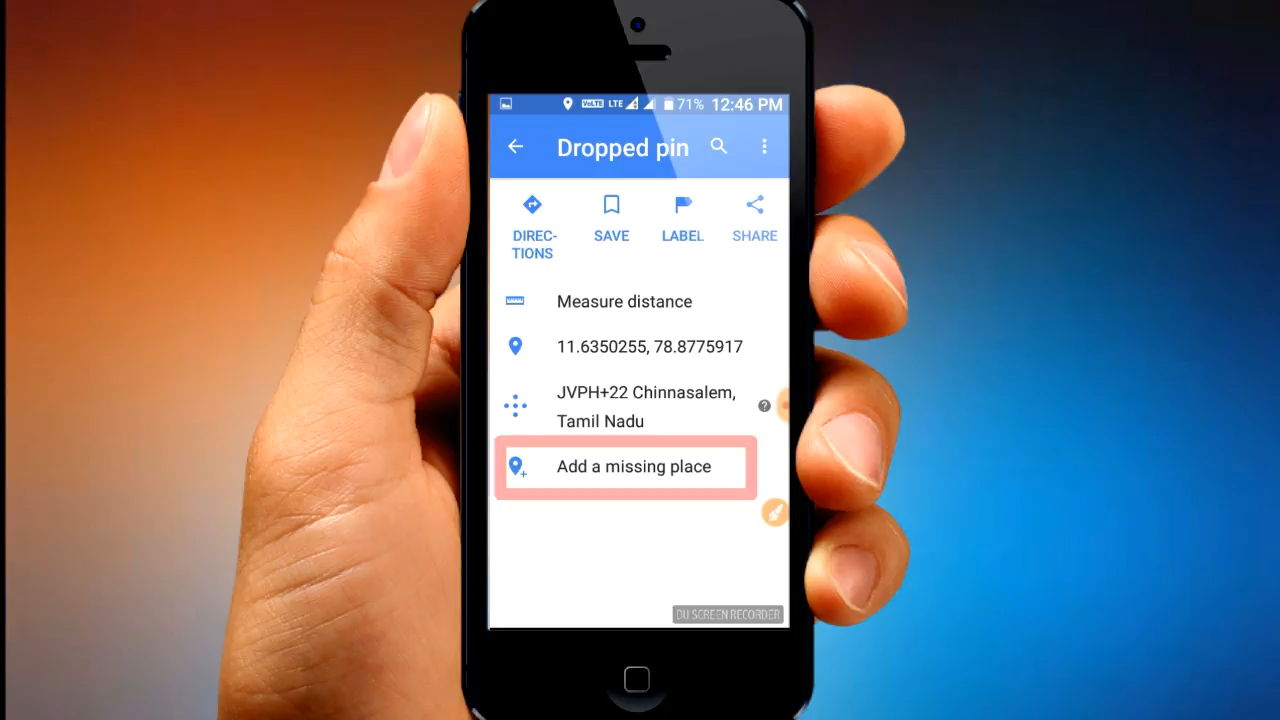 VoLTE LTE 71% 12:46 PM
Dropped pin
DIREC-
TIONS
SAVE
LABEL
SHARE
Measure distance
11.6350255, 78.8775917
JVPH+22 Chinnasalem,
Tamil Nadu
?
Add a missing place
DU SCREEN RECORDER